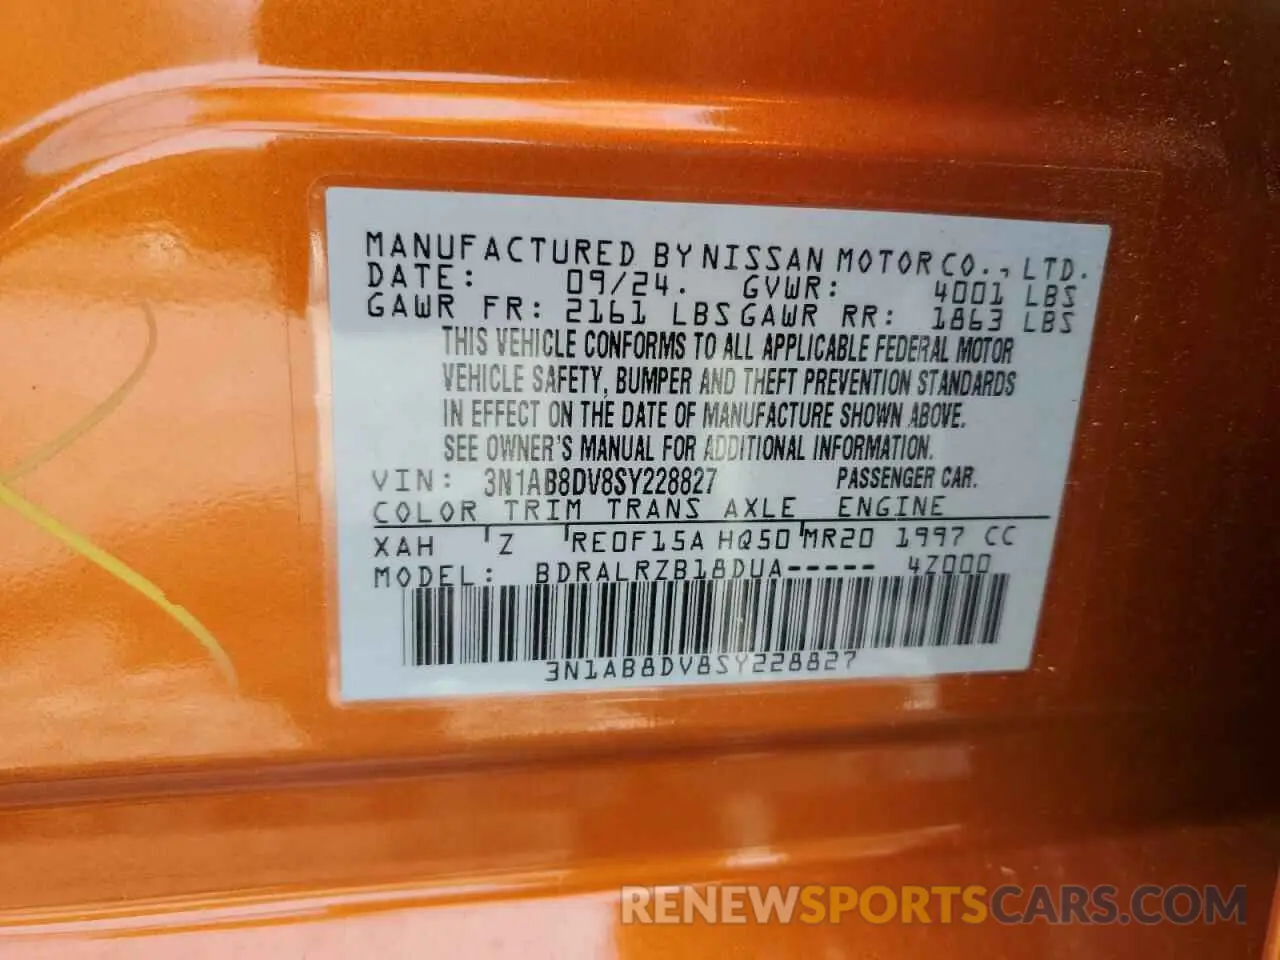 MANUFACTURED BY NISSAN MOTOR CO., LTD.
DATE: 09/24. GVWR: 4001 LBS
GAWR FR: 2161 LBS GAWR RR: 1863 LBS
THIS VEHICLE CONFORMS TO ALL APPLICABLE FEDERAL MOTOR
VEHICLE SAFETY, BUMPER AND THEFT PREVENTION STANDARDS
IN EFFECT ON THE DATE OF MANUFACTURE SHOWN ABOVE.
SEE OWNER'S MANUAL FOR ADDITIONAL INFORMATION.
VIN: 3N1AB8DV8SY228827 PASSENGER CAR.
COLOR TRIM TRANS AXLE ENGINE
XAH Z RE0F15A HQ50 MR20 1997 CC
MODEL: BDRALRZB18DUA----- 4Z000
3N1AB8DV8SY228827
RENEWSPORTSCARS.COM